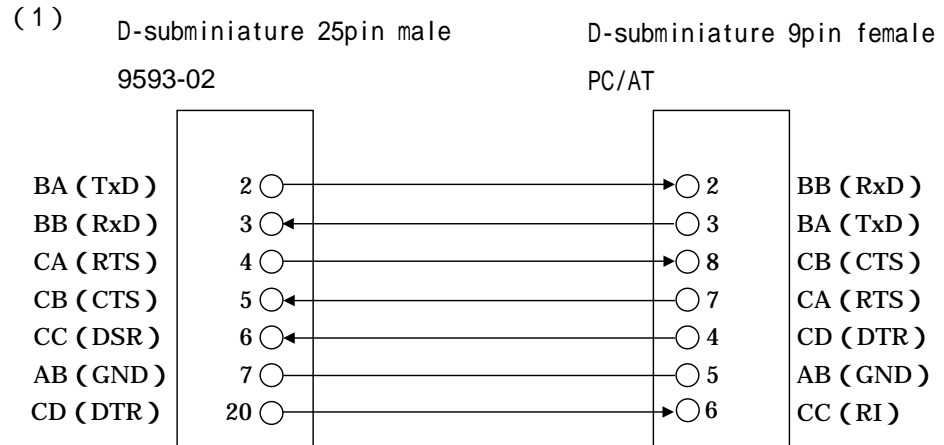 (1)
D-subminiature 25pin male D-subminiature 9pin female
9593-02 PC/AT
BA(TxD) 2 2 BB(RxD)
BB(RxD) 3 3 BA(TxD)
CA(RTS) 4 8 CB(CTS)
CB(CTS) 5 7 CA(RTS)
CC(DSR) 6 4 CD(DTR)
AB(GND) 7 5 AB(GND)
CD(DTR) 20 6 CC(RI)